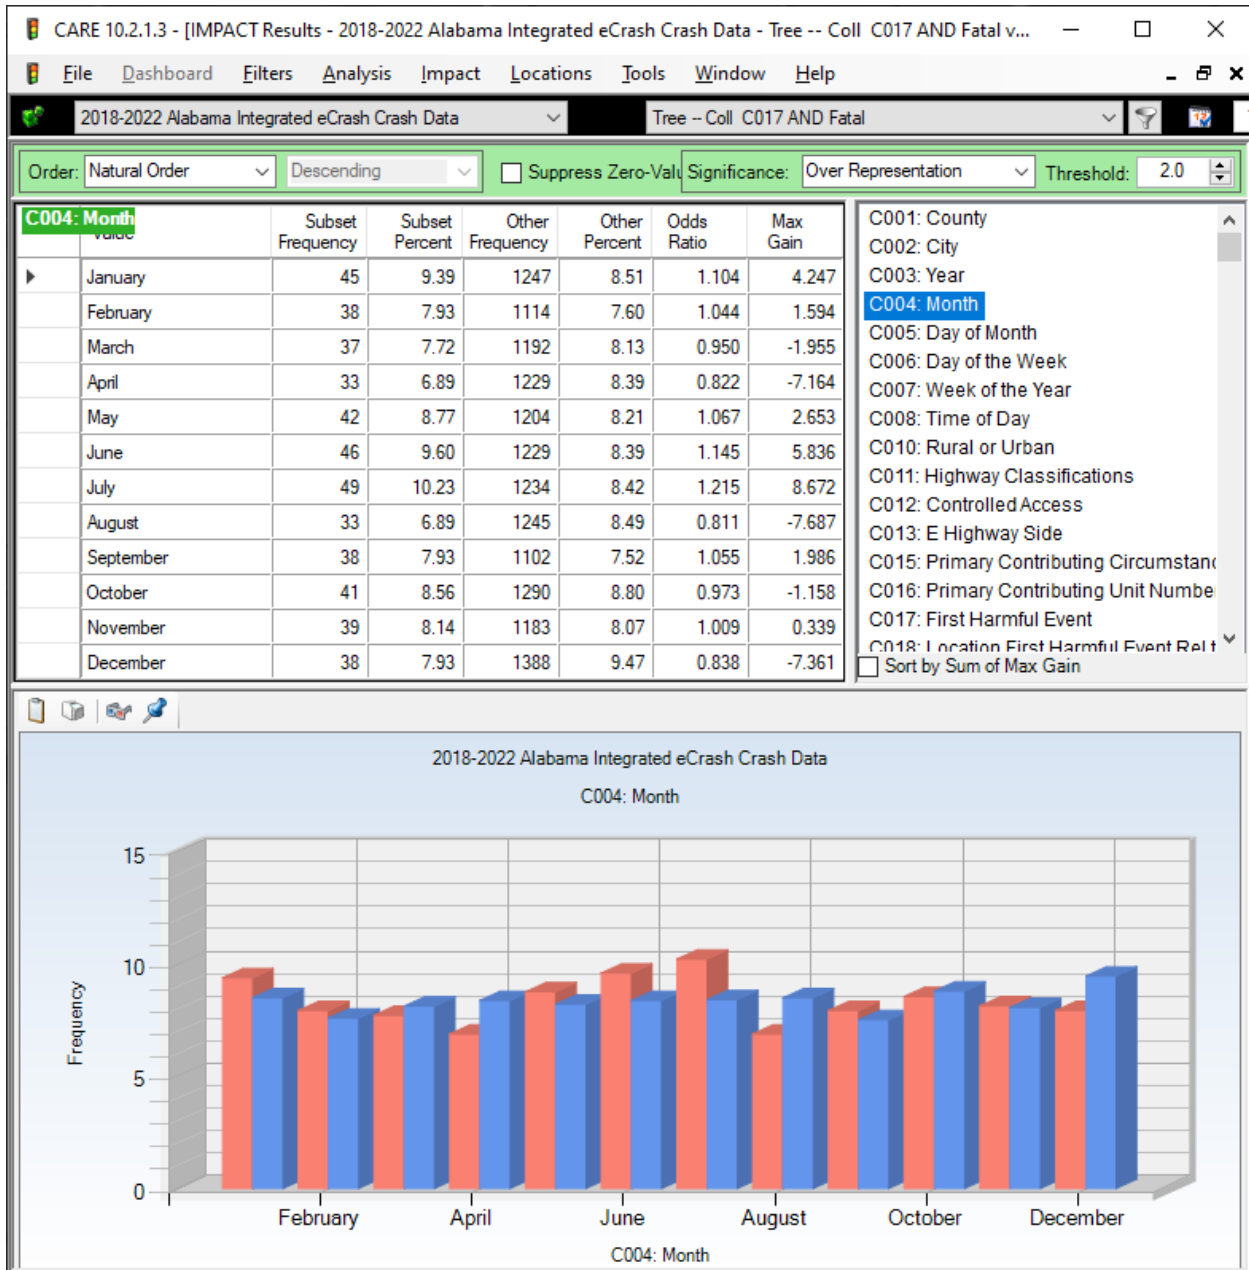 CARE 10.2.1.3 - [IMPACT Results - 2018-2022 Alabama Integrated eCrash Crash Data - Tree -- Coll C017 AND Fatal v...
File Dashboard Filters Analysis Impact Locations Tools Window Help
2018-2022 Alabama Integrated eCrash Crash Data Tree -- Coll C017 AND Fatal
Order: Natural Order Descending Suppress Zero-Valu Significance: Over Representation Threshold: 2.0
C004: Month
Subset Frequency Subset Percent Other Frequency Other Percent Odds Ratio Max Gain
January 45 9.39 1247 8.51 1.104 4.247
February 38 7.93 1114 7.60 1.044 1.594
March 37 7.72 1192 8.13 0.950 -1.955
April 33 6.89 1229 8.39 0.822 -7.164
May 42 8.77 1204 8.21 1.067 2.653
June 46 9.60 1229 8.39 1.145 5.836
July 49 10.23 1234 8.42 1.215 8.672
August 33 6.89 1245 8.49 0.811 -7.687
September 38 7.93 1102 7.52 1.055 1.986
October 41 8.56 1290 8.80 0.973 -1.158
November 39 8.14 1183 8.07 1.009 0.339
December 38 7.93 1388 9.47 0.838 -7.361
C001: County
C002: City
C003: Year
C004: Month
C005: Day of Month
C006: Day of the Week
C007: Week of the Year
C008: Time of Day
C010: Rural or Urban
C011: Highway Classifications
C012: Controlled Access
C013: E Highway Side
C015: Primary Contributing Circumstanc
C016: Primary Contributing Unit Numbe
C017: First Harmful Event
C018: Location First Harmful Event Rel t
Sort by Sum of Max Gain
2018-2022 Alabama Integrated eCrash Crash Data
C004: Month
15
10
5
0
Frequency
February April June August October December
C004: Month